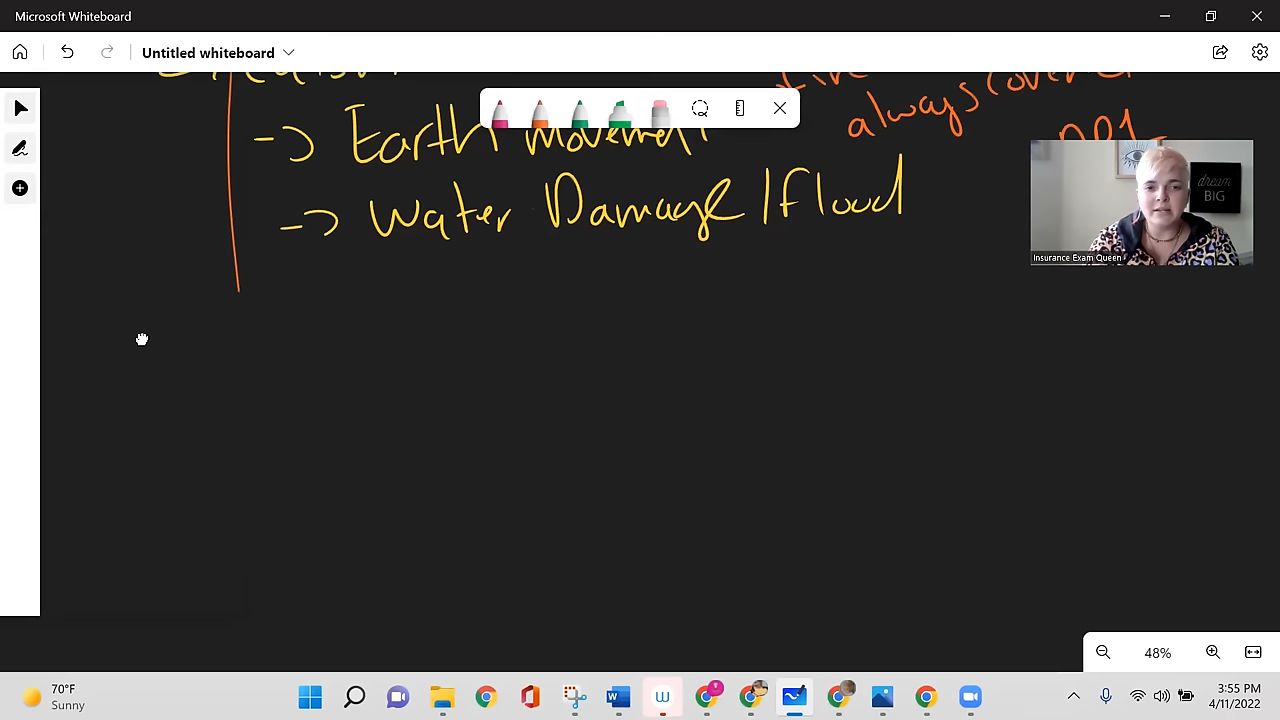 Microsoft Whiteboard
Untitled whiteboard
always covered
-> Earth movement
-> Water Damage / flood
dream
BIG
Insurance Exam Queen
48%
70°F
Sunny
3:55 PM
4/11/2022